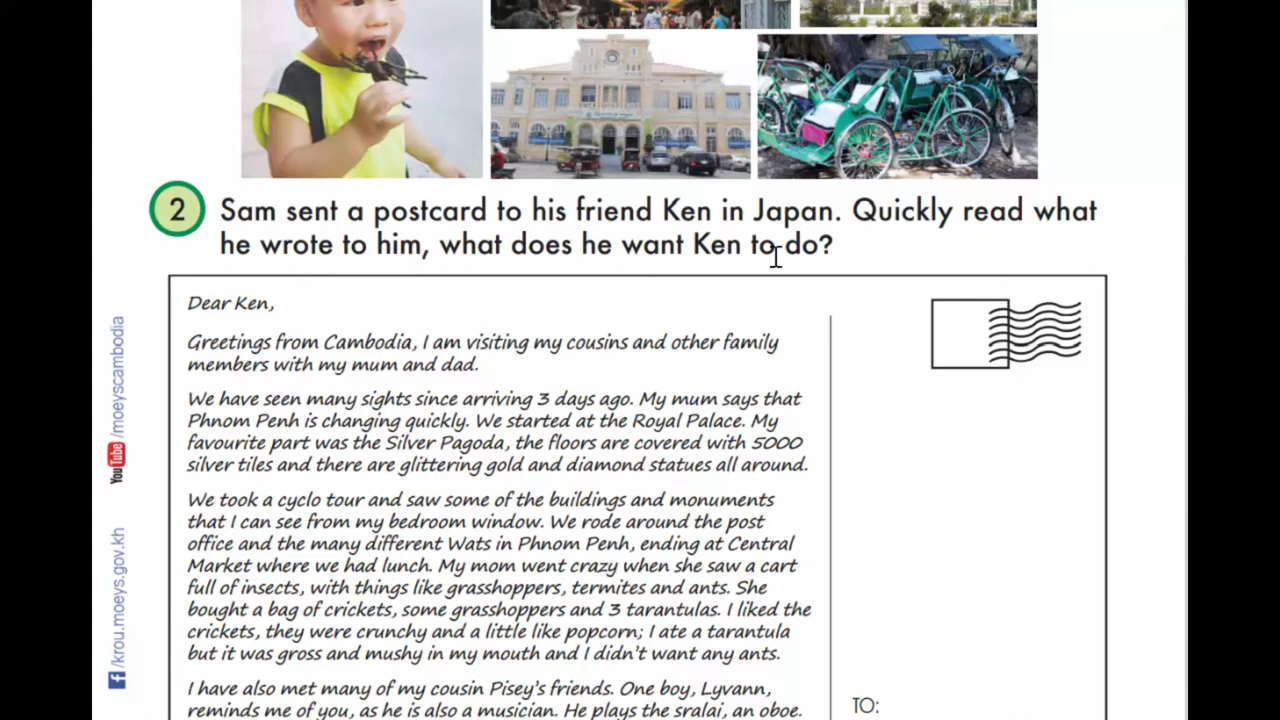 2 Sam sent a postcard to his friend Ken in Japan. Quickly read what
he wrote to him, what does he want Ken to do?
Dear Ken,
Greetings from Cambodia, I am visiting my cousins and other family
members with my mum and dad.
We have seen many sights since arriving 3 days ago. My mum says that
Phnom Penh is changing quickly. We started at the Royal Palace. My
favourite part was the Silver Pagoda, the floors are covered with 5000
silver tiles and there are glittering gold and diamond statues all around.
We took a cyclo tour and saw some of the buildings and monuments
that I can see from my bedroom window. We rode around the post
office and the many different Wats in Phnom Penh, ending at Central
Market where we had lunch. My mom went crazy when she saw a cart
full of insects, with things like grasshoppers, termites and ants. She
bought a bag of crickets, some grasshoppers and 3 tarantulas. I liked the
crickets, they were crunchy and a little like popcorn; I ate a tarantula
but it was gross and mushy in my mouth and I didn't want any ants.
I have also met many of my cousin Pisey's friends. One boy, Lyvann,
reminds me of you, as he is also a musician. He plays the sralai, an oboe.
TO:
YouTube /moeyscambodia
f /krou.moeys.gov.kh